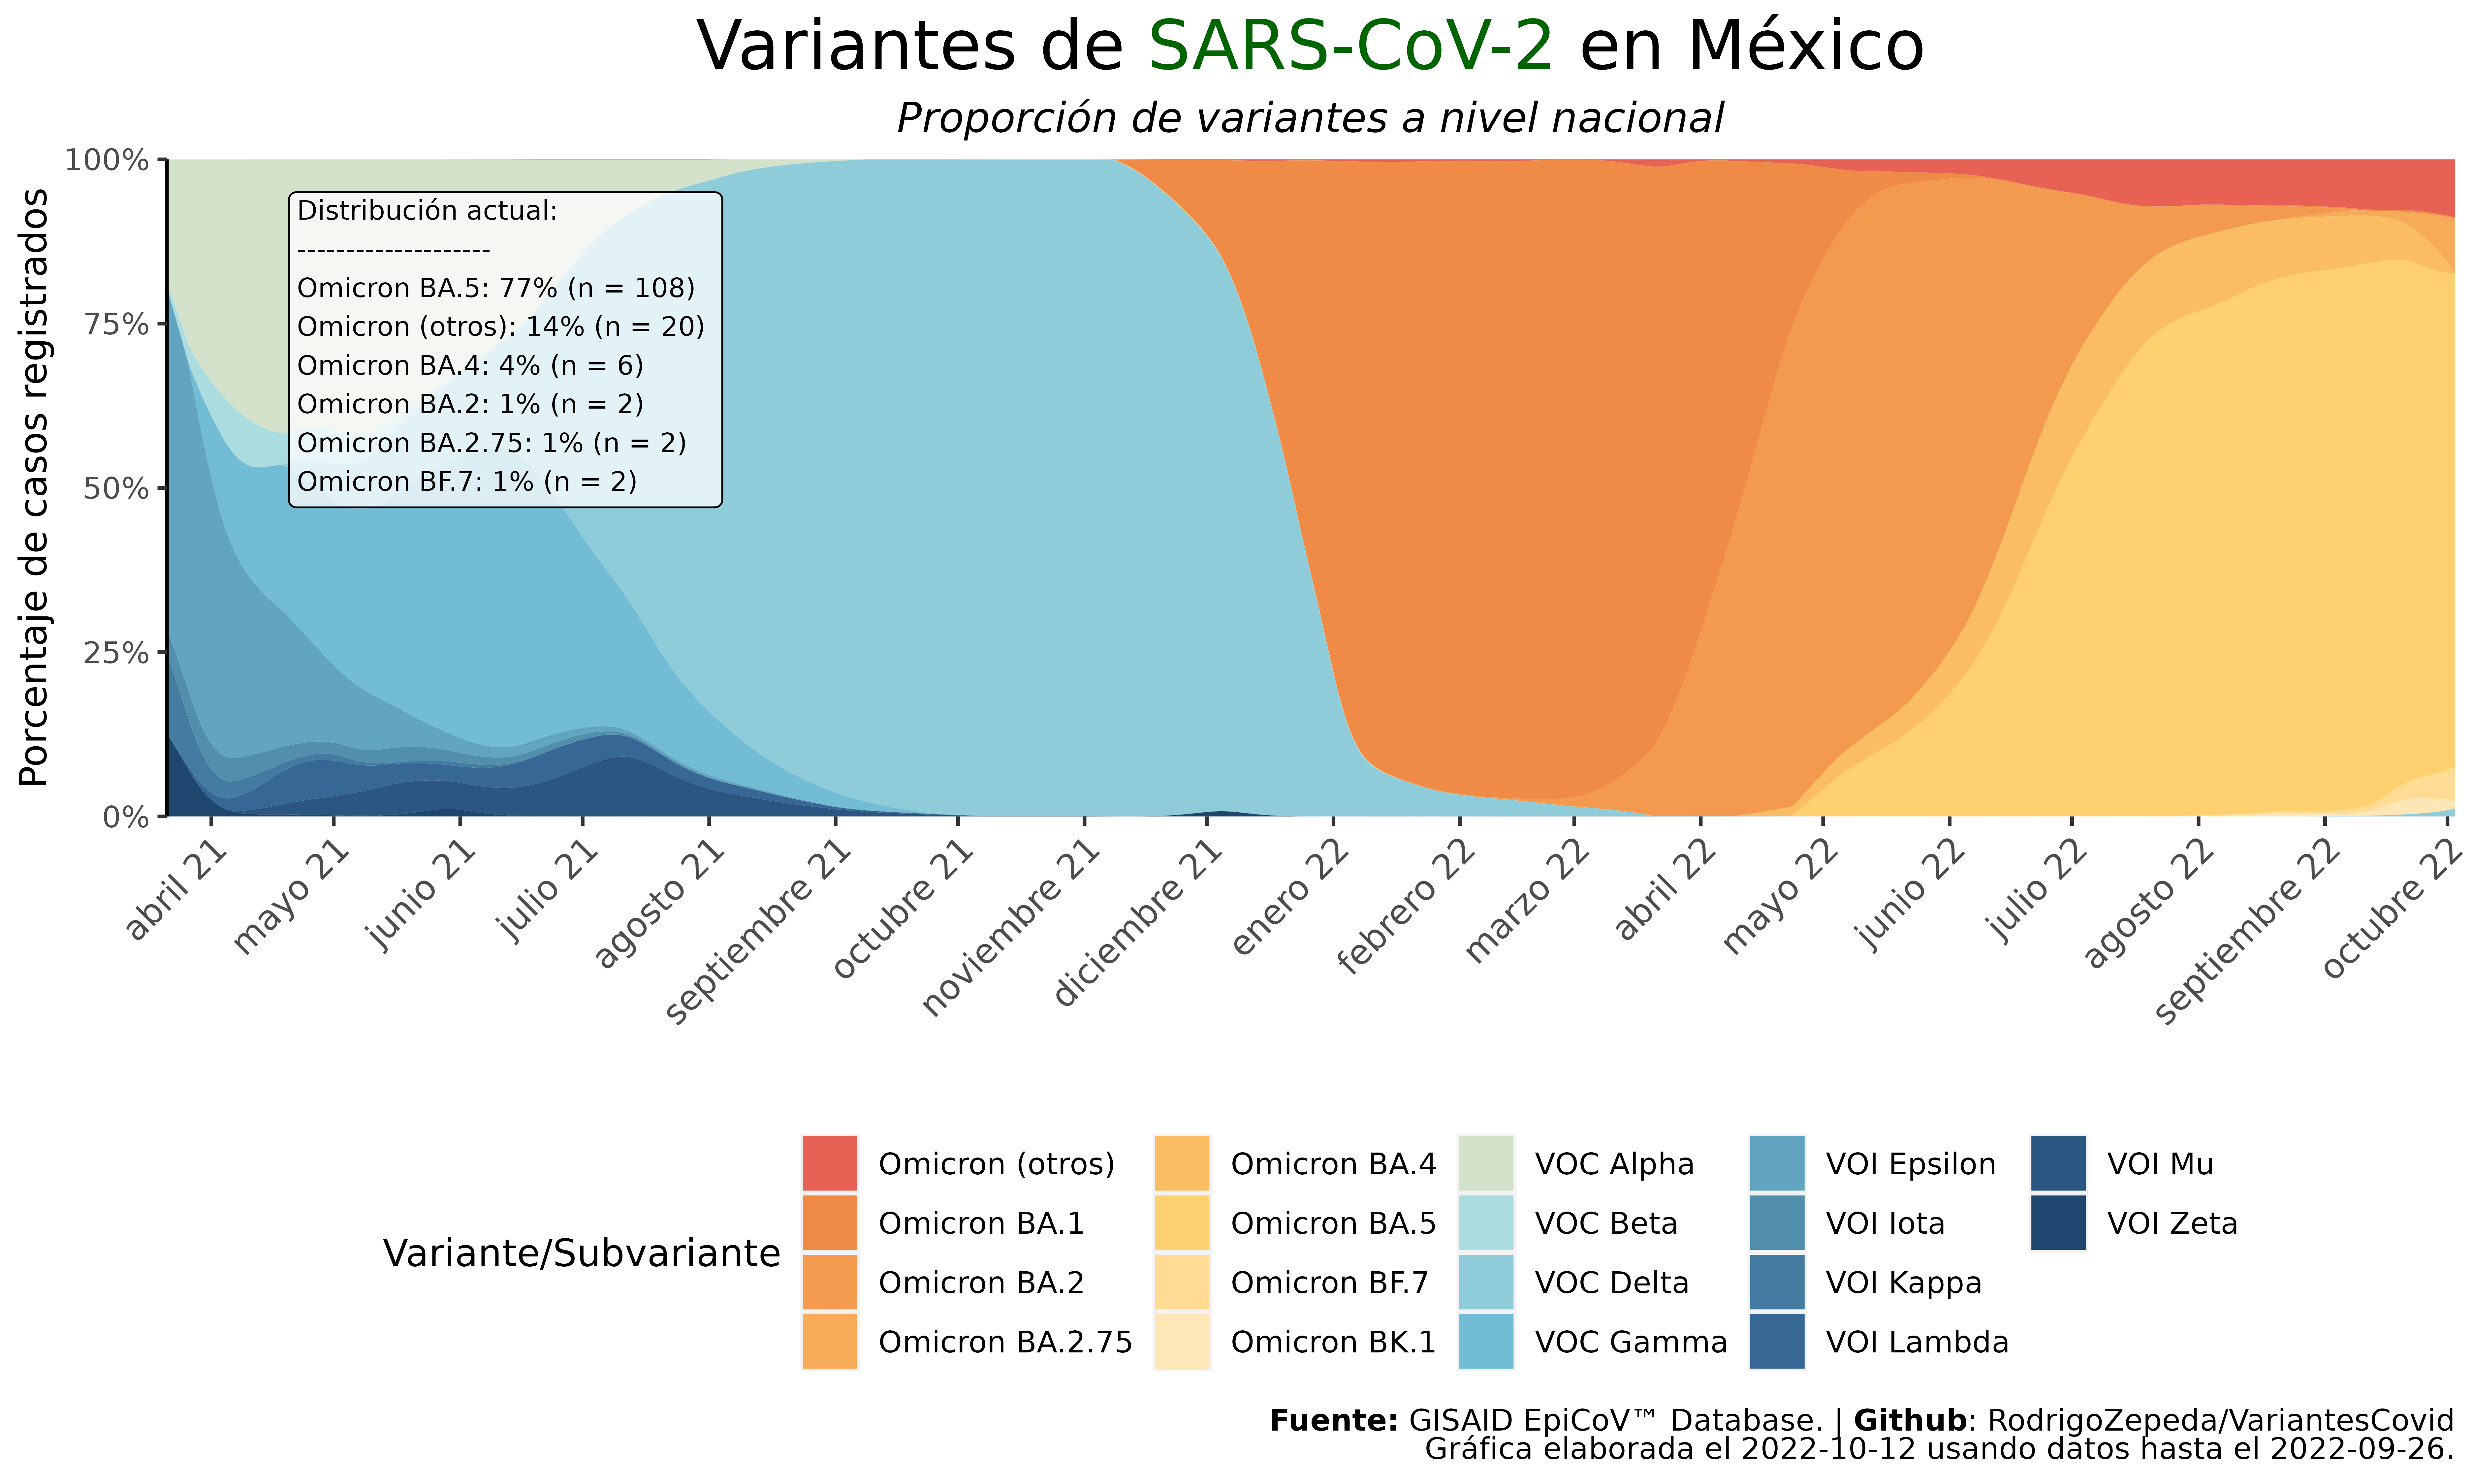 Variantes de SARS-CoV-2 en México
Proporción de variantes a nivel nacional
Porcentaje de casos registrados
100%
75%
50%
25%
0%
Distribución actual:
--------------------
Omicron BA.5: 77% (n = 108)
Omicron (otros): 14% (n = 20)
Omicron BA.4: 4% (n = 6)
Omicron BA.2: 1% (n = 2)
Omicron BA.2.75: 1% (n = 2)
Omicron BF.7: 1% (n = 2)
abril 21
mayo 21
junio 21
julio 21
agosto 21
septiembre 21
octubre 21
noviembre 21
diciembre 21
enero 22
febrero 22
marzo 22
abril 22
mayo 22
junio 22
julio 22
agosto 22
septiembre 22
octubre 22
Variante/Subvariante
Omicron (otros)
Omicron BA.1
Omicron BA.2
Omicron BA.2.75
Omicron BA.4
Omicron BA.5
Omicron BF.7
Omicron BK.1
VOC Alpha
VOC Beta
VOC Delta
VOC Gamma
VOI Epsilon
VOI Iota
VOI Kappa
VOI Lambda
VOI Mu
VOI Zeta
Fuente: GISAID EpiCoV™ Database. | Github: RodrigoZepeda/VariantesCovid
Gráfica elaborada el 2022-10-12 usando datos hasta el 2022-09-26.